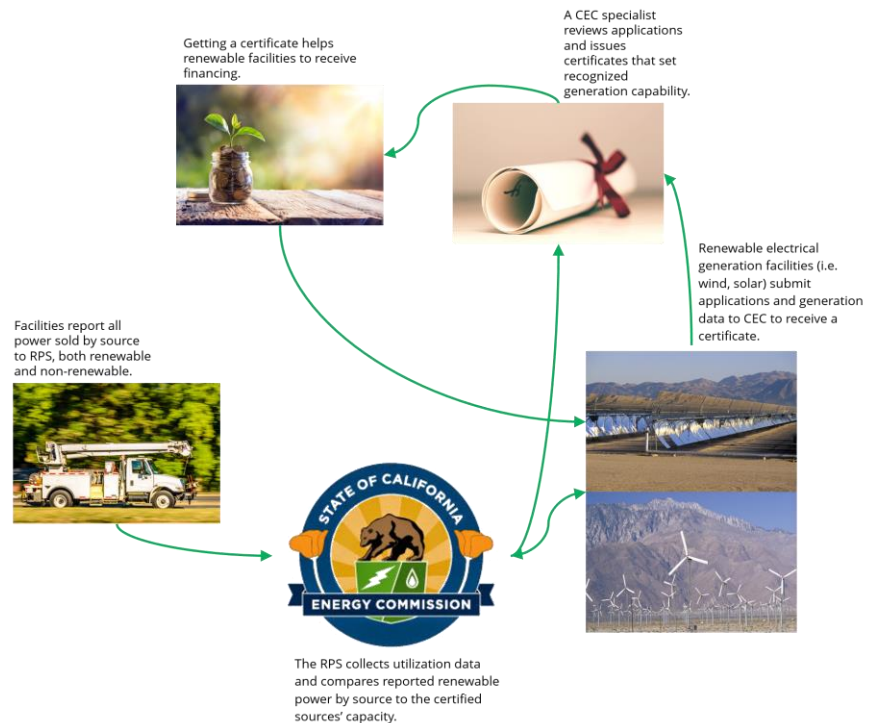 A CEC specialist
reviews applications
and issues
certificates that set
recognized
generation capability.
Getting a certificate helps
renewable facilities to receive
financing.
Renewable electrical
generation facilities (i.e.
wind, solar) submit
applications and generation
data to CEC to receive a
certificate.
Facilities report all
power sold by source
to RPS, both renewable
and non-renewable.
STATE OF CALIFORNIA
ENERGY COMMISSION
The RPS collects utilization data
and compares reported renewable
power by source to the certified
sources' capacity.